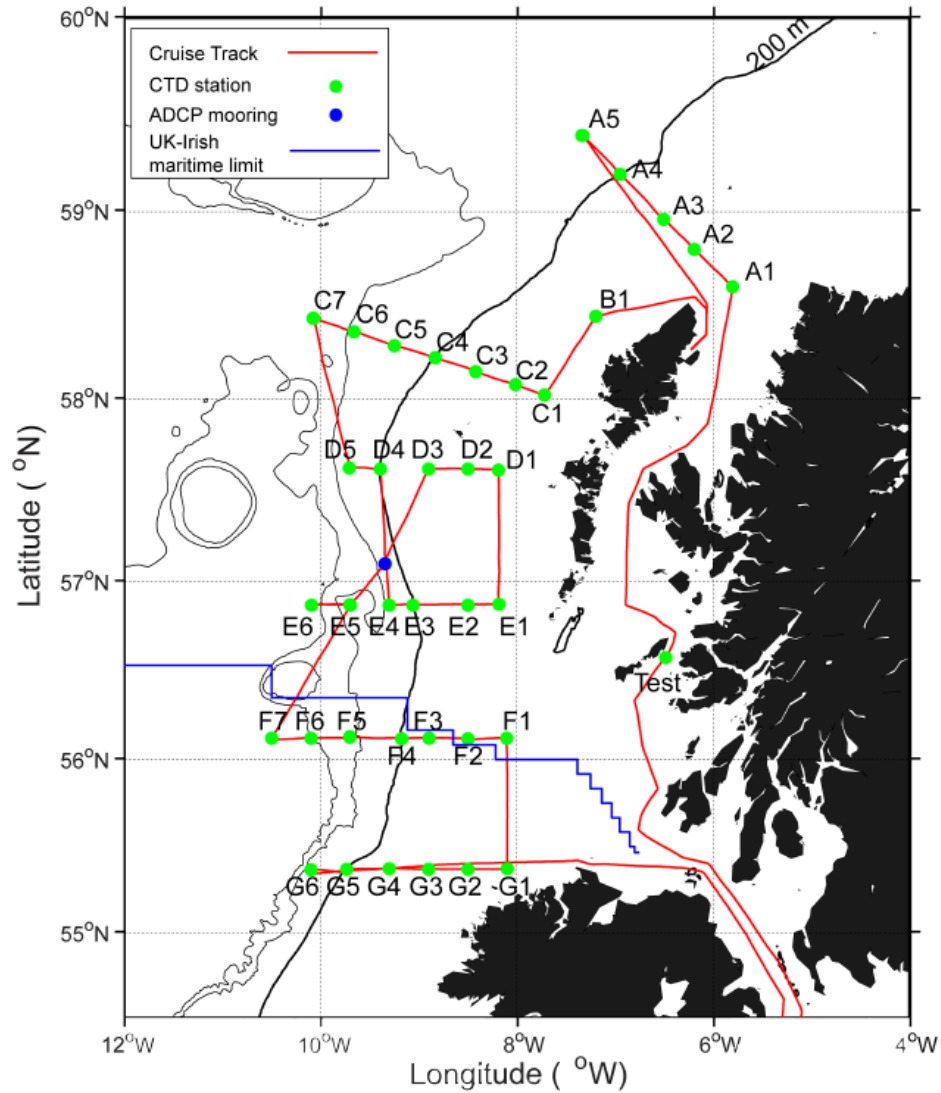 60°N
Cruise Track
CTD station
ADCP mooring
UK-Irish
maritime limit
200 m
A5
A4
A3
A2
A1
59°N
B1
C7
C6
C5
C4
C3
C2
C1
58°N
D5
D4
D3
D2
D1
57°N
E6
E5
E4
E3
E2
E1
Test
F7
F6
F5
F4
F3
F2
F1
56°N
G6
G5
G4
G3
G2
G1
55°N
12°W
10°W
8°W
6°W
4°W
Latitude ( °N)
Longitude ( °W)